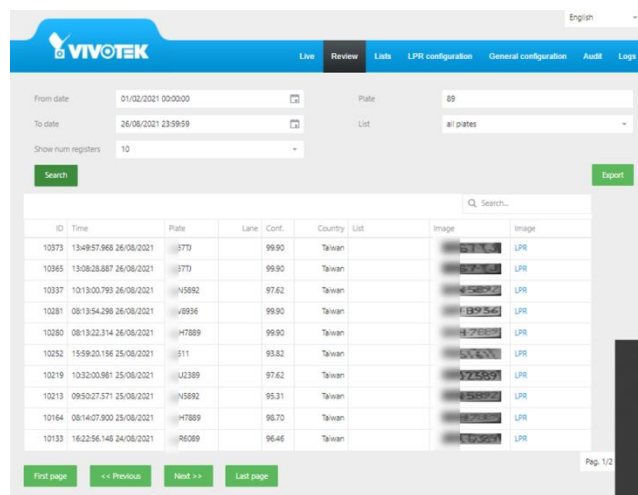 English
VIVOTEK
Live Review Lists LPR configuration General configuration Audit Logs
From date 01/02/2021 00:00:00 Plate 89
To date 26/08/2021 23:59:59 List all plates
Show num registers 10
Search Export
Search...
ID Time Plate Lane Conf. Country List Image Image
10373 13:49:57.968 26/08/2021 57TJ 99.90 Taiwan LPR
10365 13:08:28.887 26/08/2021 57TJ 99.90 Taiwan LPR
10337 10:13:00.793 26/08/2021 N5892 97.62 Taiwan LPR
10281 08:13:54.298 26/08/2021 8936 99.90 Taiwan 8956 LPR
10280 08:13:22.314 26/08/2021 H7889 99.90 Taiwan LPR
10252 15:59:20.156 25/08/2021 511 93.82 Taiwan LPR
10219 10:32:00.981 25/08/2021 U2389 97.62 Taiwan LPR
10213 09:50:27.571 25/08/2021 N5892 95.31 Taiwan LPR
10164 08:14:07.900 25/08/2021 H7889 98.70 Taiwan LPR
10133 16:22:56.148 24/08/2021 R6089 96.46 Taiwan LPR
Pag. 1/2
First page << Previous Next >> Last page